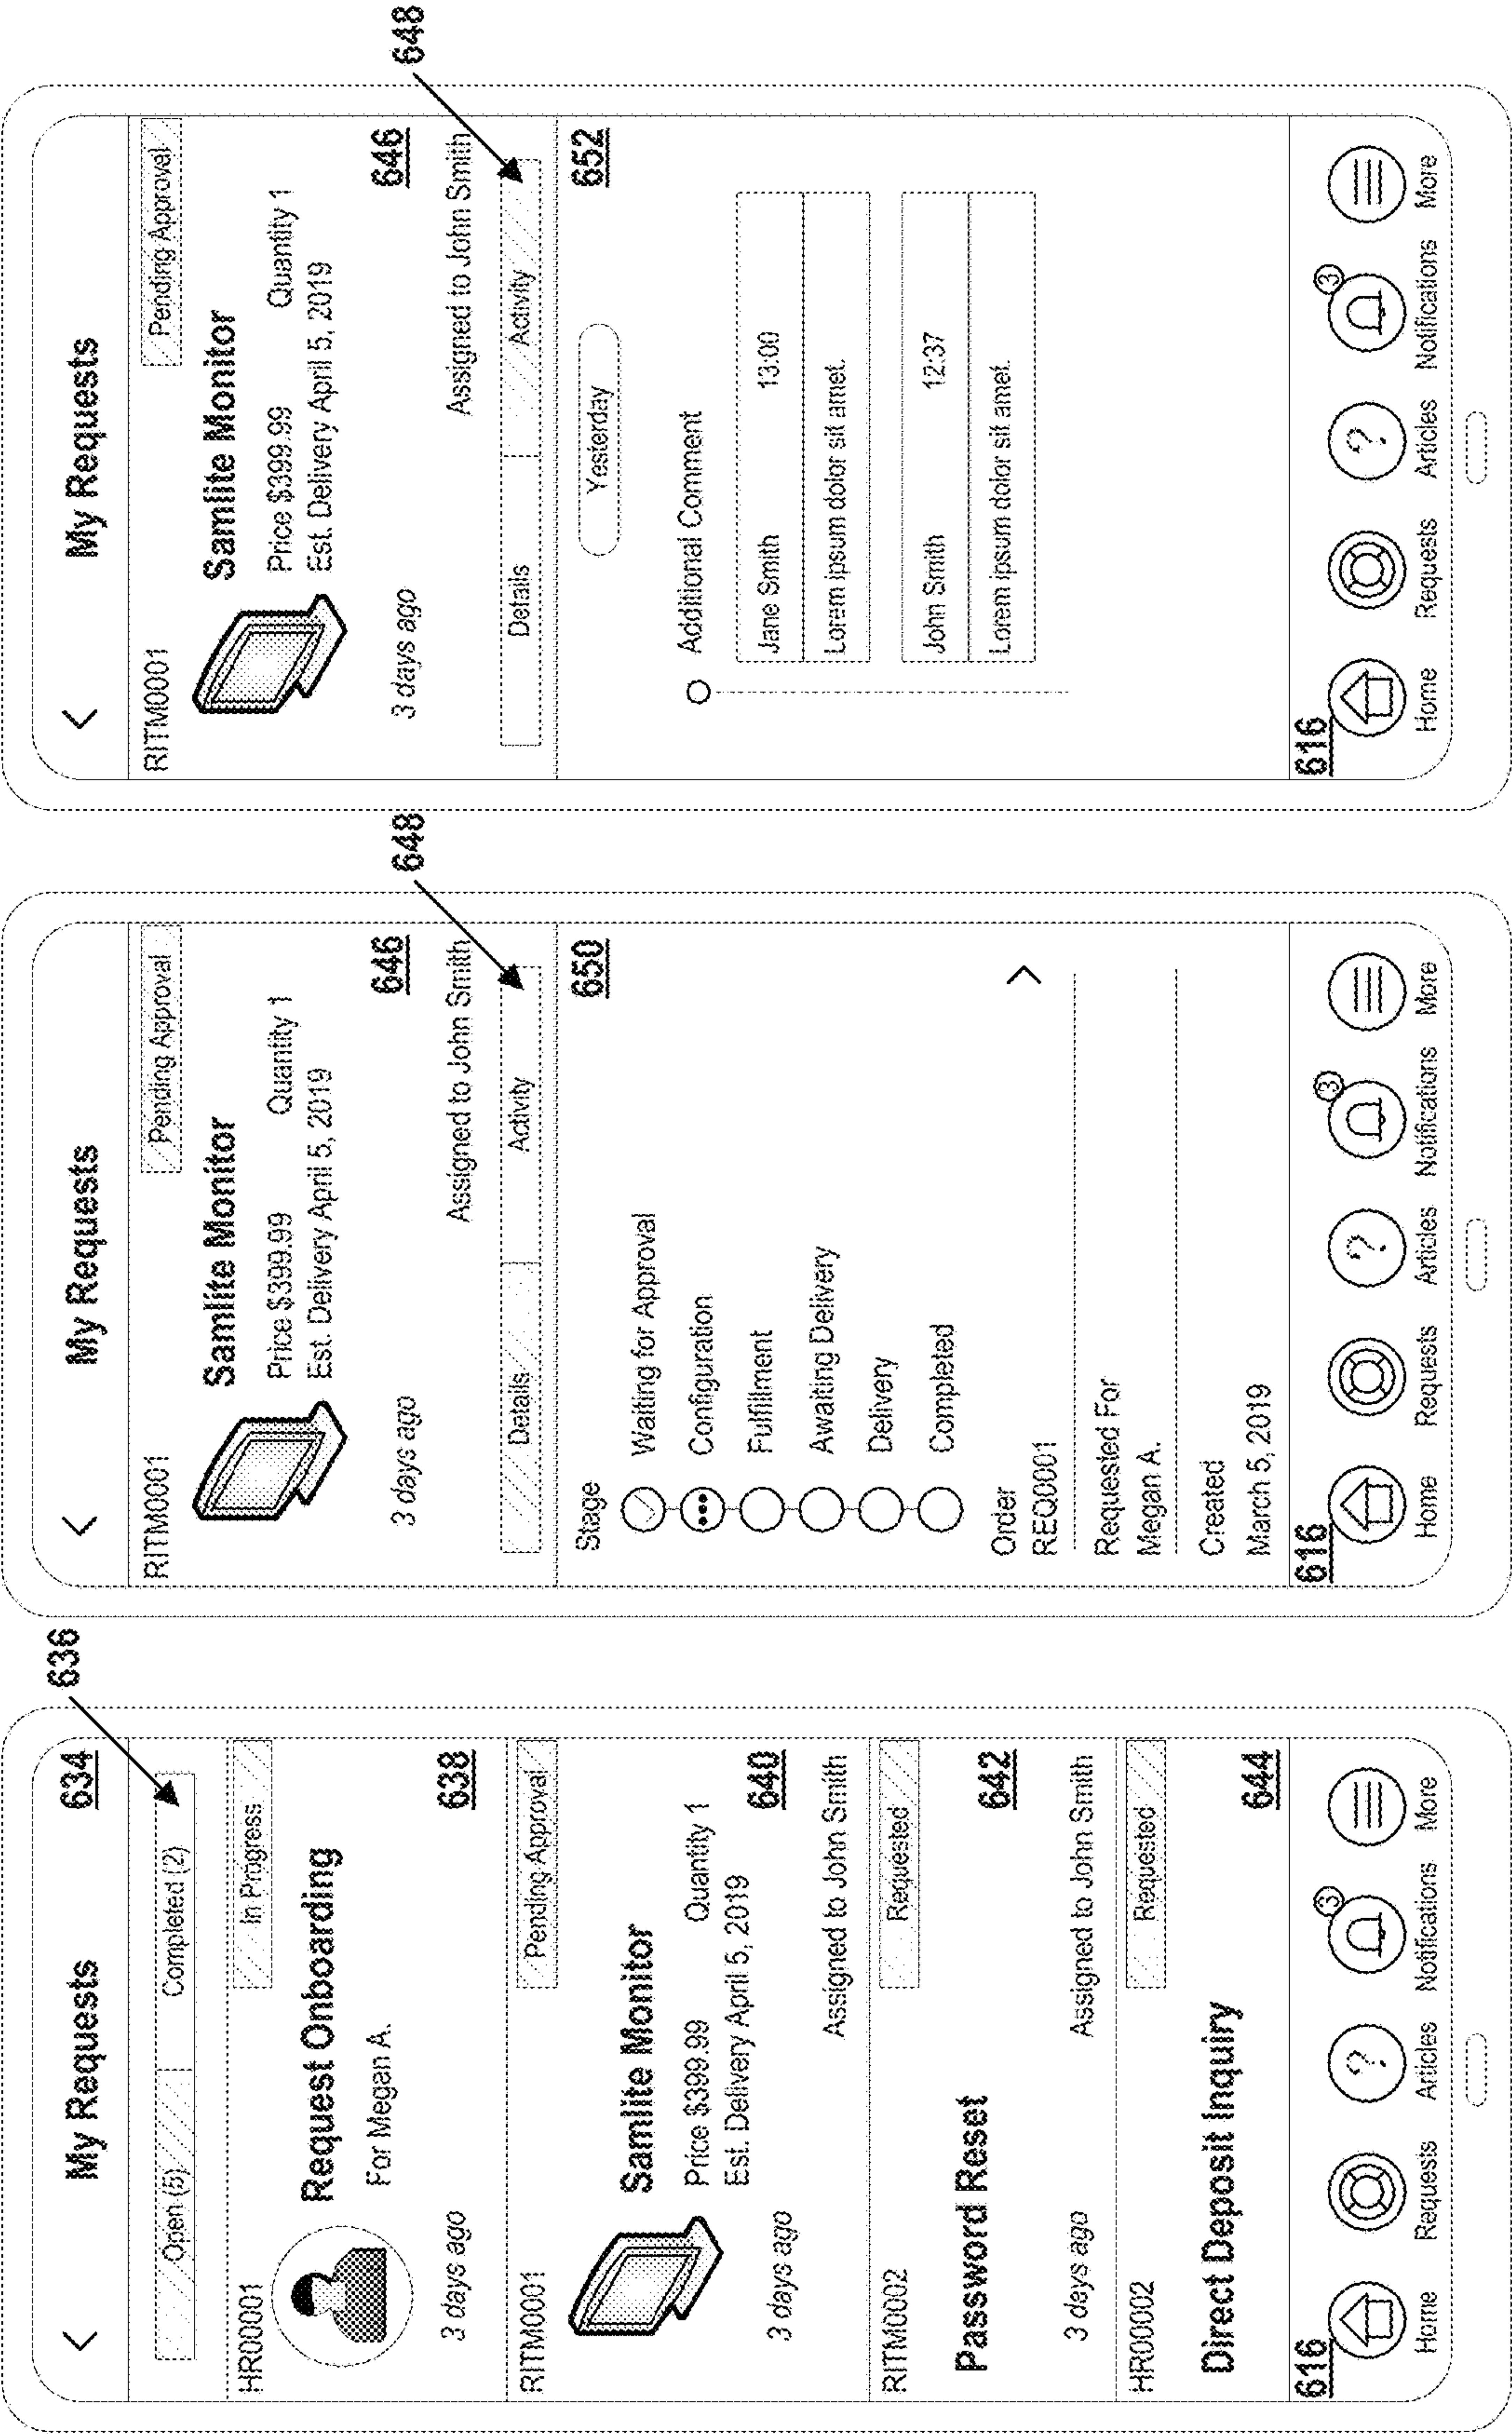 636
My Requests
634
Open (5) Completed (2)
HR00001 In Progress
Request Onboarding
For Megan A.
3 days ago
638
RITM0001 Pending Approval
Samlite Monitor
Price $399.99 Quantity 1
Est. Delivery April 5, 2019
3 days ago
640
Assigned to John Smith
RITM0002 Requested
Password Reset
642
3 days ago Assigned to John Smith
HR00002 Requested
Direct Deposit Inquiry
644
616
3
Home Requests Articles Notifications More
My Requests
RITM0001 Pending Approval
Samlite Monitor
Price $399.99 Quantity 1
Est. Delivery April 5, 2019
3 days ago
646
648
Assigned to John Smith
Details Activity
650
Stage
Waiting for Approval
Configuration
Fulfillment
Awaiting Delivery
Delivery
Completed
Order
REQ0001
Requested For
Megan A.
Created
March 5, 2019
616
3
Home Requests Articles Notifications More
My Requests
RITM0001 Pending Approval
Samlite Monitor
Price $399.99 Quantity 1
Est. Delivery April 5, 2019
3 days ago
646
648
Assigned to John Smith
Details Activity
652
Yesterday
Additional Comment
Jane Smith 13:00
Lorem ipsum dolor sit amet.
John Smith 12:37
Lorem ipsum dolor sit amet.
616
3
Home Requests Articles Notifications More